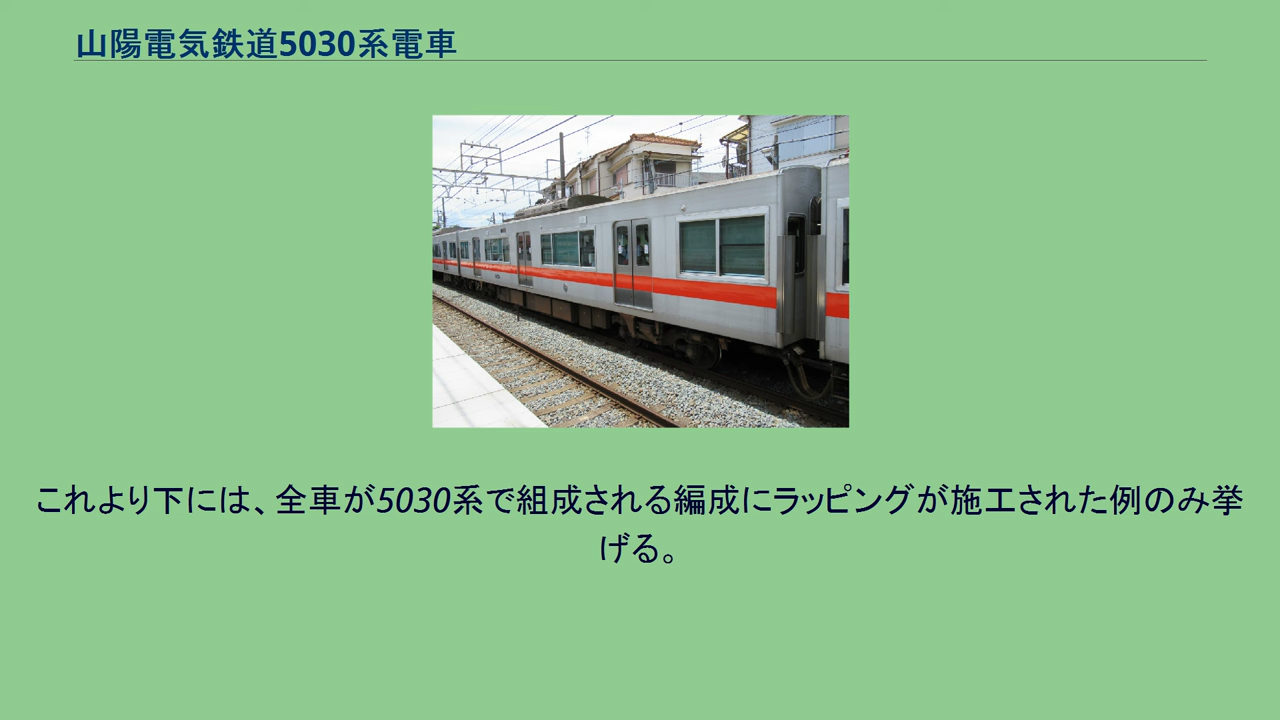 山陽電気鉄道5030系電車
これより下には、全車が5030系で組成される編成にラッピングが施工された例のみ挙
げる。